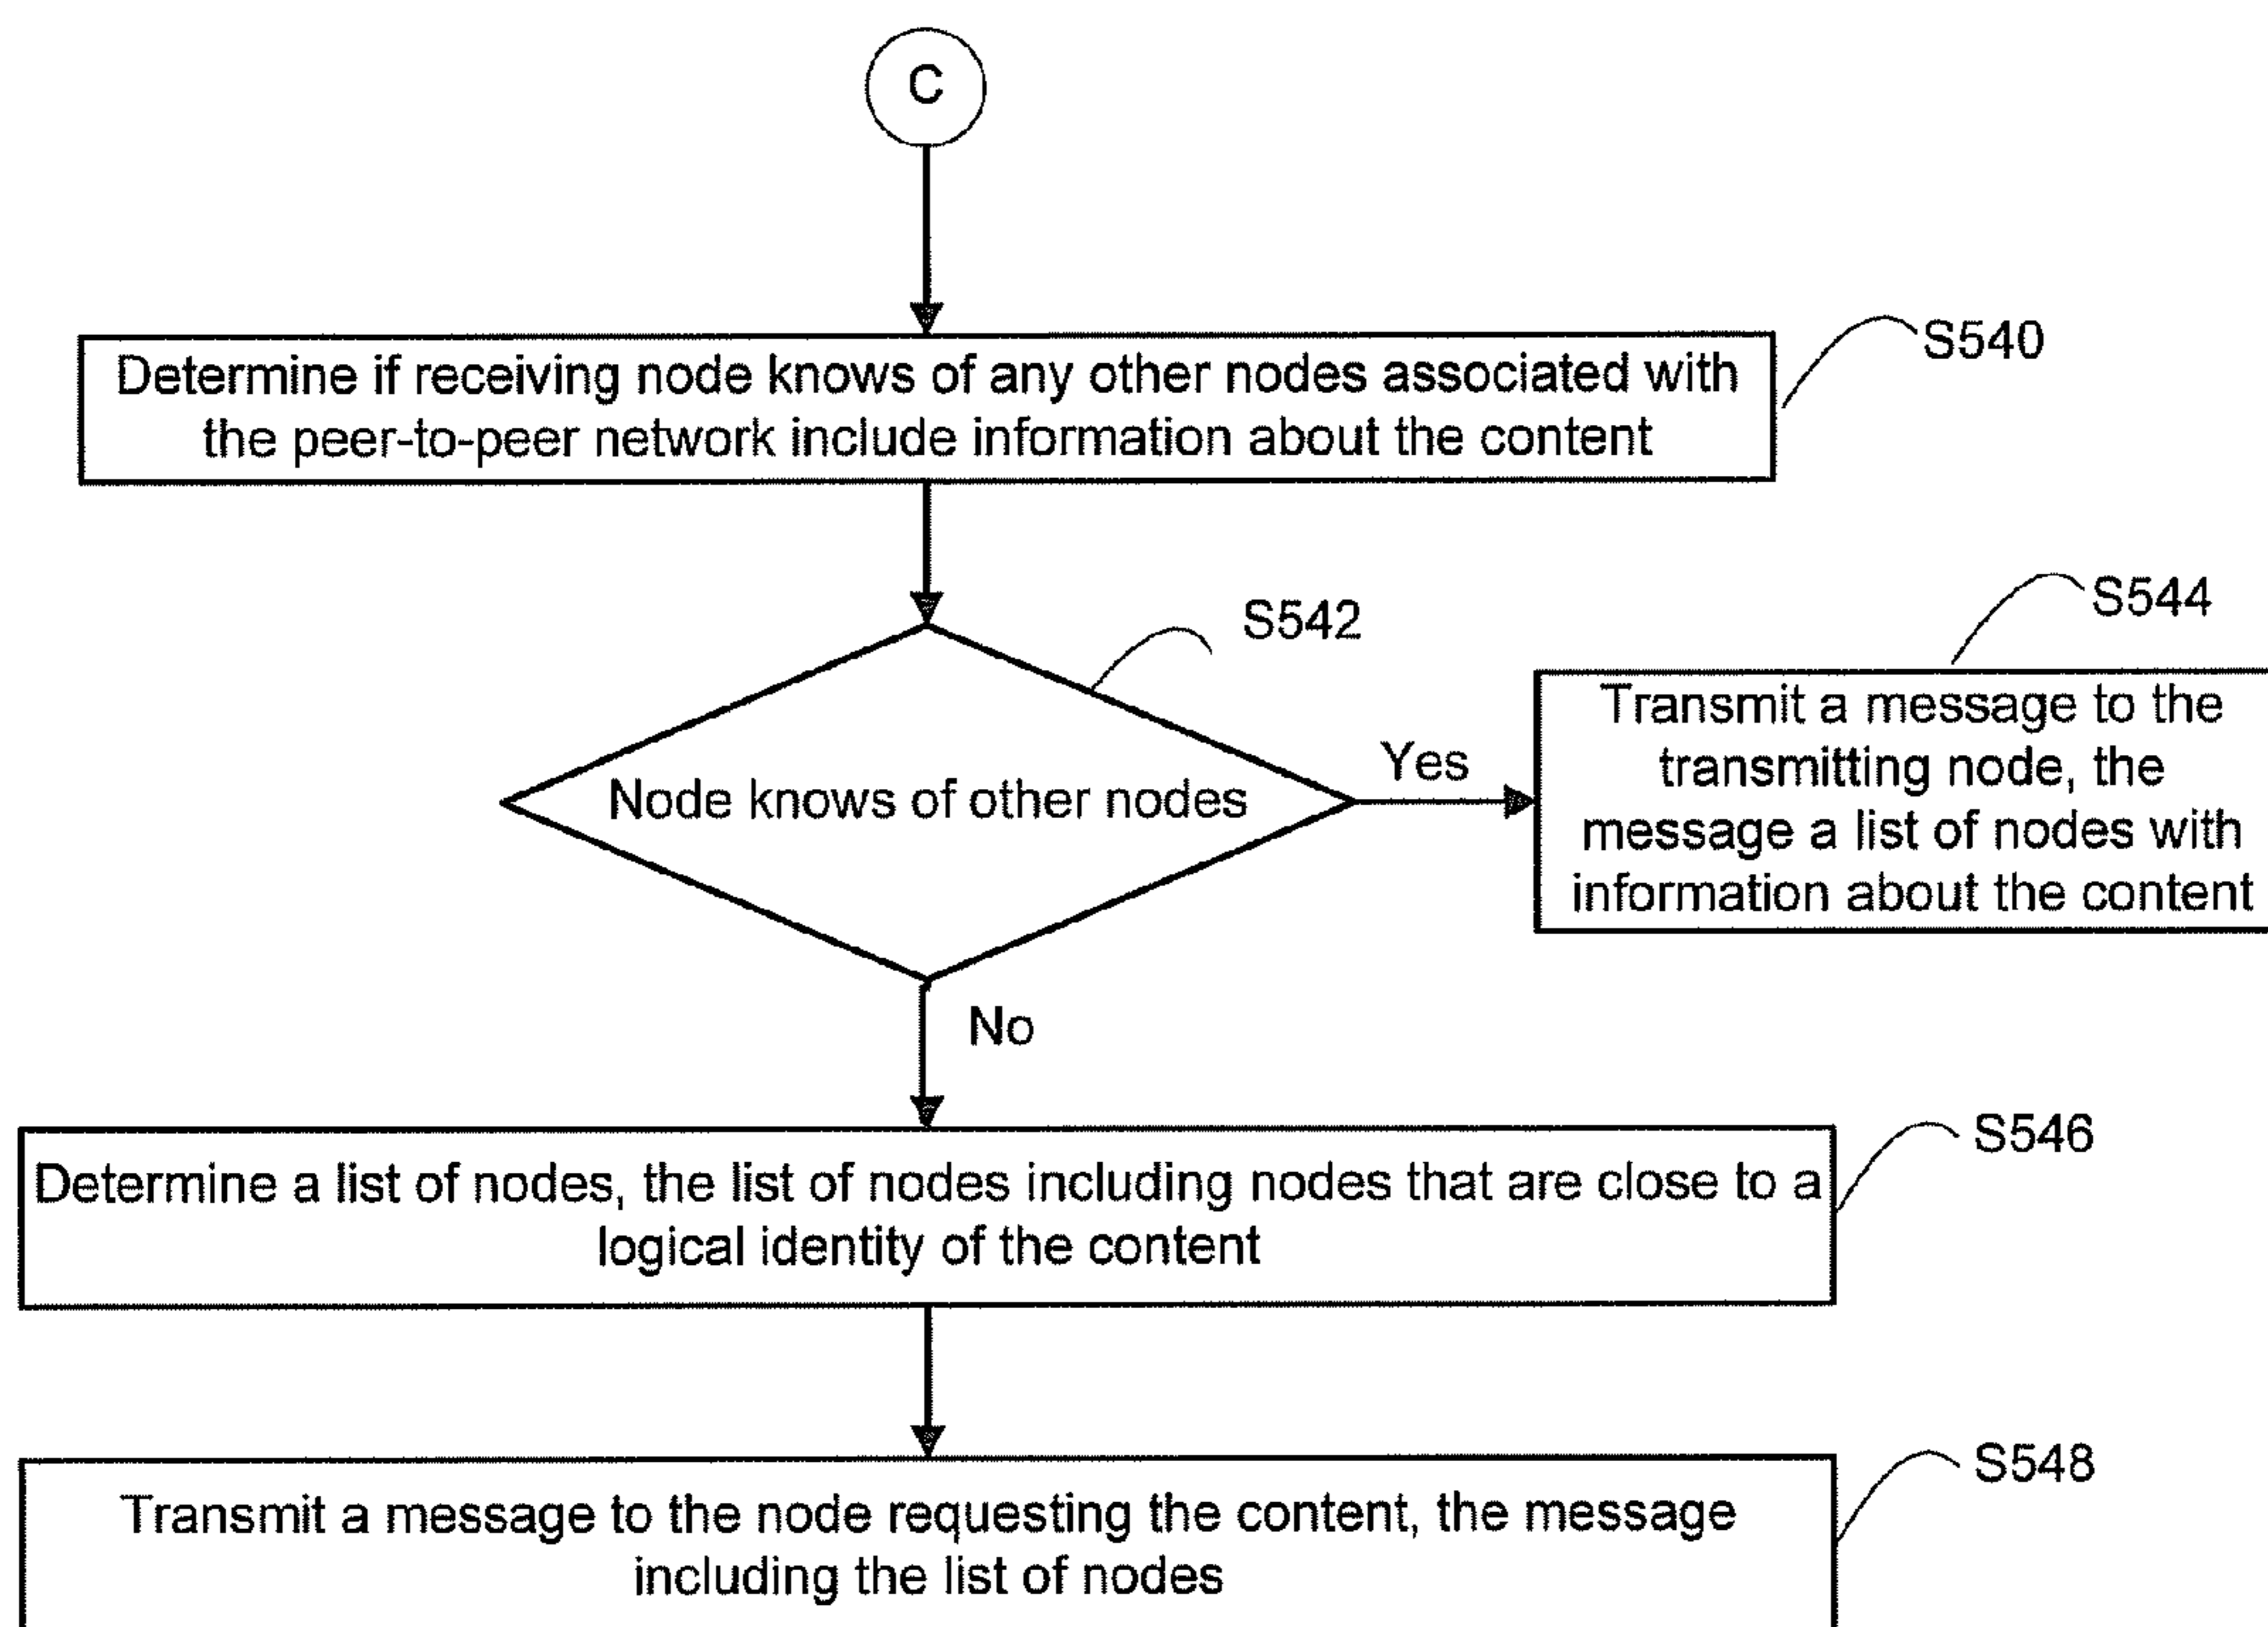 C
Determine if receiving node knows of any other nodes associated with
the peer-to-peer network include information about the content
S540
S542
Node knows of other nodes
Yes
S544
Transmit a message to the
transmitting node, the
message a list of nodes with
information about the content
No
Determine a list of nodes, the list of nodes including nodes that are close to a
logical identity of the content
S546
Transmit a message to the node requesting the content, the message
including the list of nodes
S548